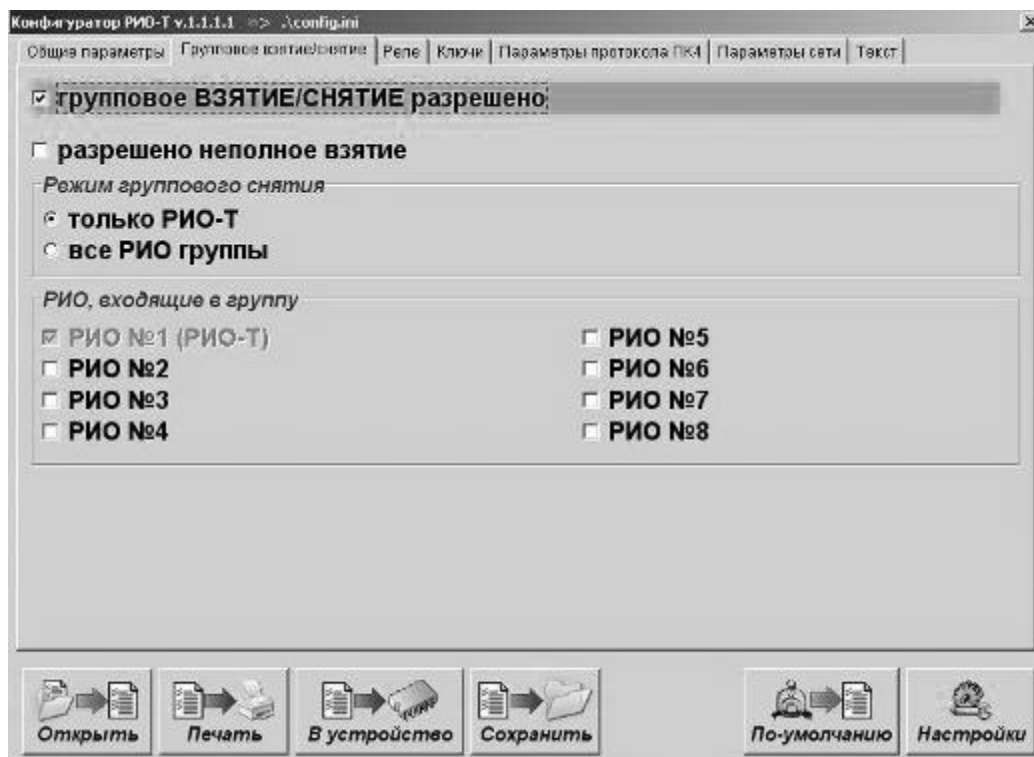 Конфигуратор РИО-Т v.1.1.1.1 => .\config.ini
Общие параметры Групповое взятие/снятие Реле Ключи Параметры протокола ПК4 Параметры сети Текст
групповое ВЗЯТИЕ/СНЯТИЕ разрешено
разрешено неполное взятие
Режим группового снятия
только РИО-Т
все РИО группы
РИО, входящие в группу
РИО №1 (РИО-Т) РИО №5
РИО №2 РИО №6
РИО №3 РИО №7
РИО №4 РИО №8
Открыть Печать В устройство Сохранить По-умолчанию Настройки